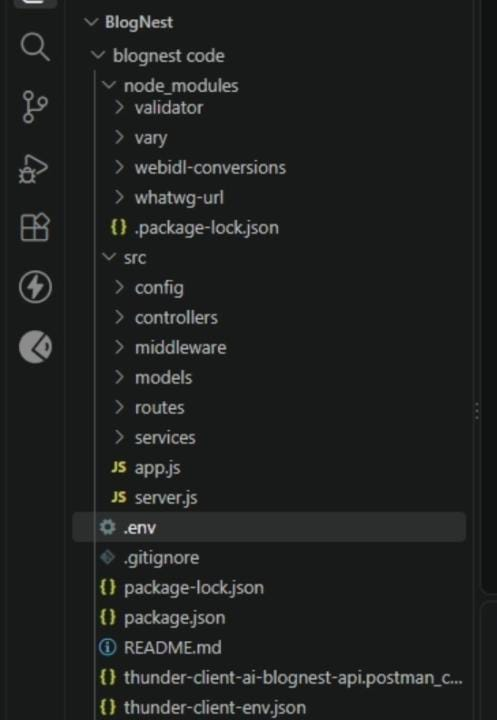 BlogNest
blognest code
node_modules
validator
vary
webidl-conversions
whatwg-url
{} .package-lock.json
src
config
controllers
middleware
models
routes
services
JS app.js
JS server.js
.env
.gitignore
{} package-lock.json
{} package.json
README.md
{} thunder-client-ai-blognest-api.postman_c...
{} thunder-client-env.json